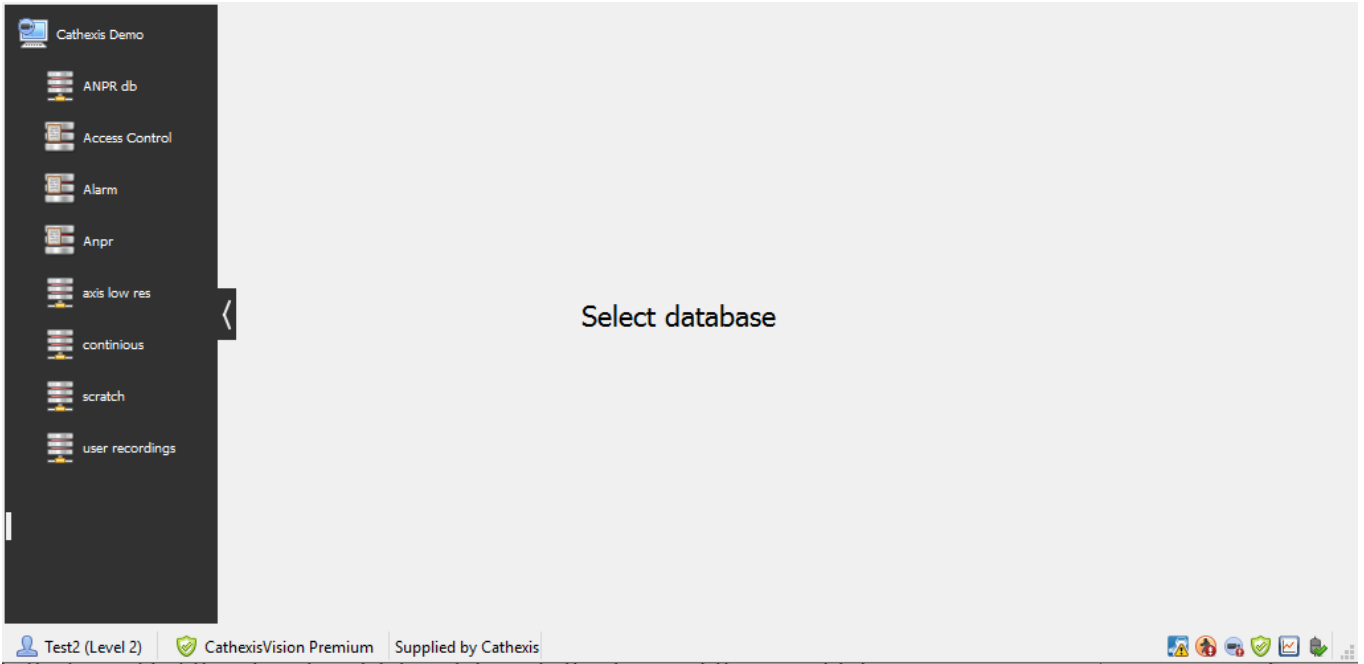 Cathexis Demo
ANPR db
Access Control
Alarm
Anpr
axis low res
continious
scratch
user recordings
Select database
Test2 (Level 2)
CathexisVision Premium
Supplied by Cathexis